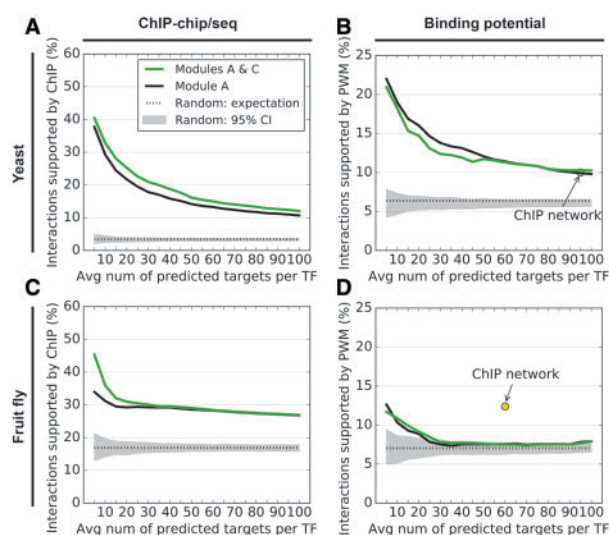 ChIP-chip/seq
Binding potential
Yeast
Fruit fly
A
Interactions supported by ChIP (%)
60
50
40
30
20
10
0
Modules A & C
Module A
Random: expectation
Random: 95% CI
10 20 30 40 50 60 70 80 90 100
Avg num of predicted targets per TF
B
Interactions supported by PWM (%)
25
20
15
10
5
0
ChIP network
10 20 30 40 50 60 70 80 90 100
Avg num of predicted targets per TF
C
Interactions supported by ChIP (%)
60
50
40
30
20
10
0
10 20 30 40 50 60 70 80 90 100
Avg num of predicted targets per TF
D
Interactions supported by PWM (%)
25
20
15
10
5
0
ChIP network
10 20 30 40 50 60 70 80 90 100
Avg num of predicted targets per TF